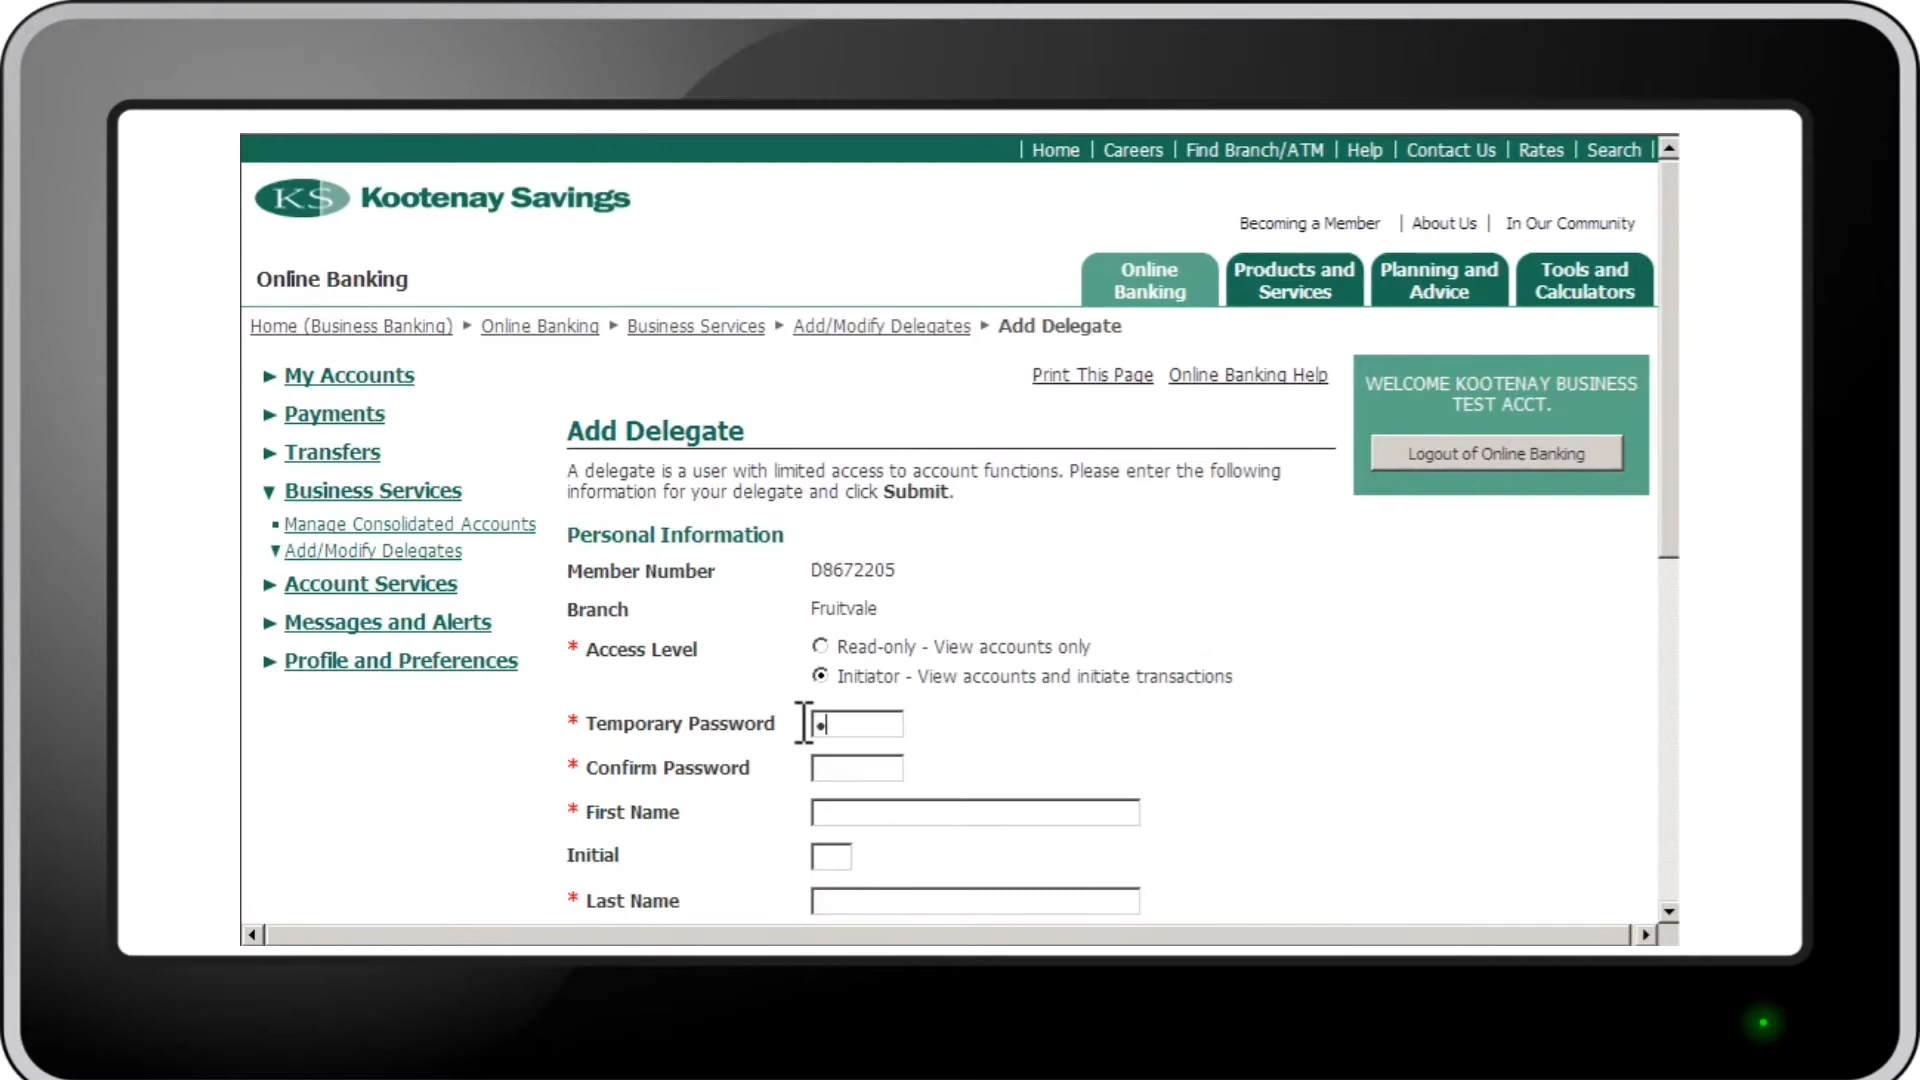 | Home | Careers | Find Branch/ATM | Help | Contact Us | Rates | Search |
KS Kootenay Savings
Becoming a Member | About Us | In Our Community
Online Banking
Online Banking
Products and Services
Planning and Advice
Tools and Calculators
Home (Business Banking) ▸ Online Banking ▸ Business Services ▸ Add/Modify Delegates ▸ Add Delegate
My Accounts
Payments
Transfers
Business Services
Manage Consolidated Accounts
Add/Modify Delegates
Account Services
Messages and Alerts
Profile and Preferences
Print This Page Online Banking Help
Add Delegate
A delegate is a user with limited access to account functions. Please enter the following
information for your delegate and click Submit.
Personal Information
Member Number D8672205
Branch Fruitvale
* Access Level Read-only - View accounts only
Initiator - View accounts and initiate transactions
* Temporary Password
* Confirm Password
* First Name
Initial
* Last Name
WELCOME KOOTENAY BUSINESS
TEST ACCT.
Logout of Online Banking